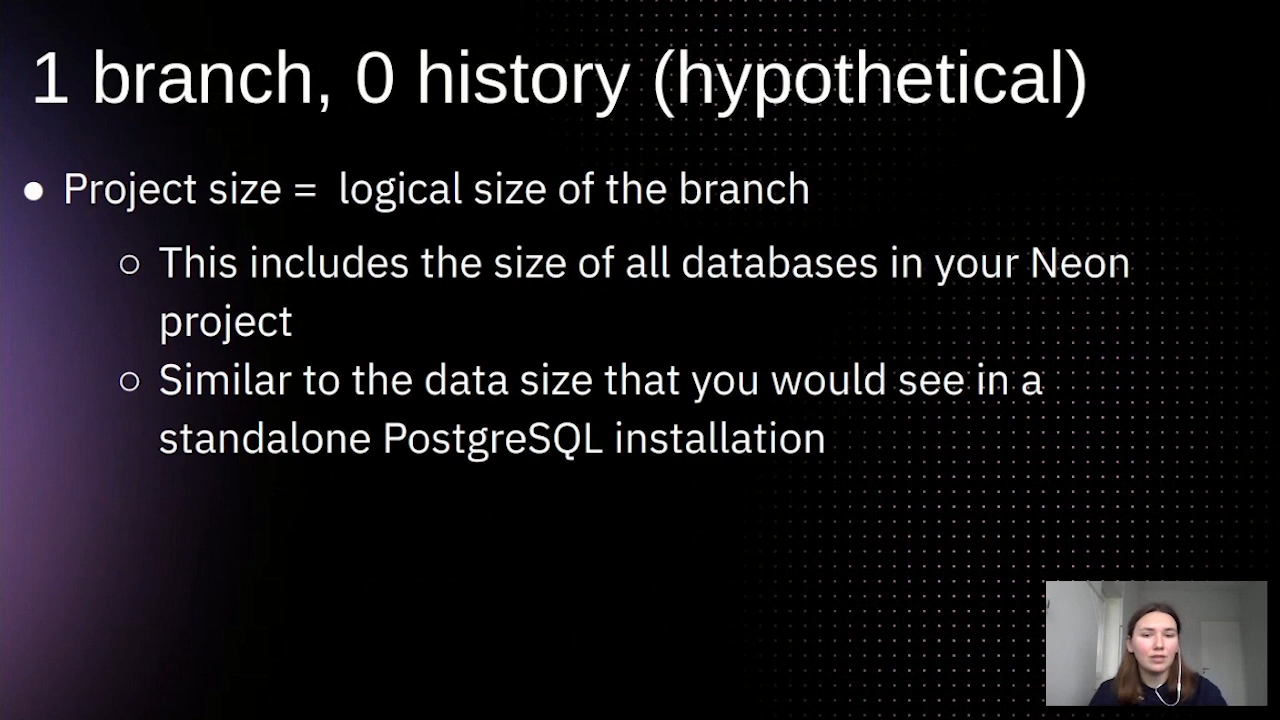 1 branch, 0 history (hypothetical)
● Project size = logical size of the branch
○ This includes the size of all databases in your Neon
project
○ Similar to the data size that you would see in a
standalone PostgreSQL installation